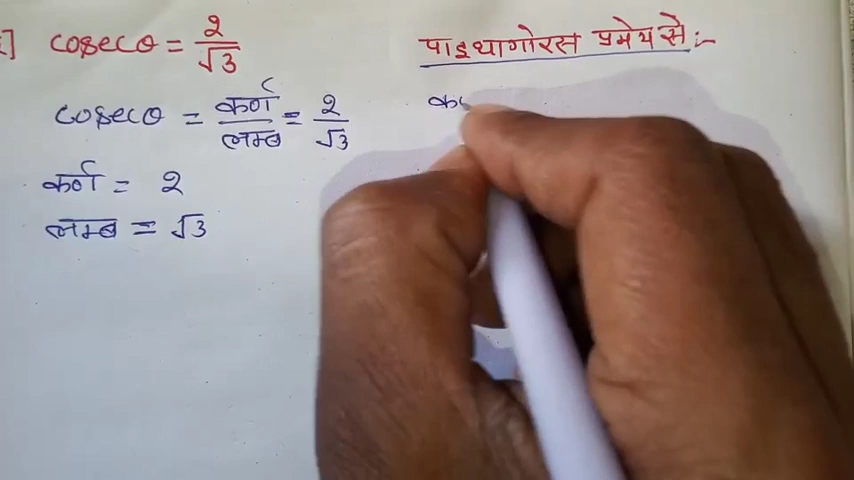 ] cosecθ = 2/√3
cosecθ = कर्ण/लम्ब = 2/√3
कर्ण = 2
लम्ब = √3
पाइथागोरस प्रमेय से :-